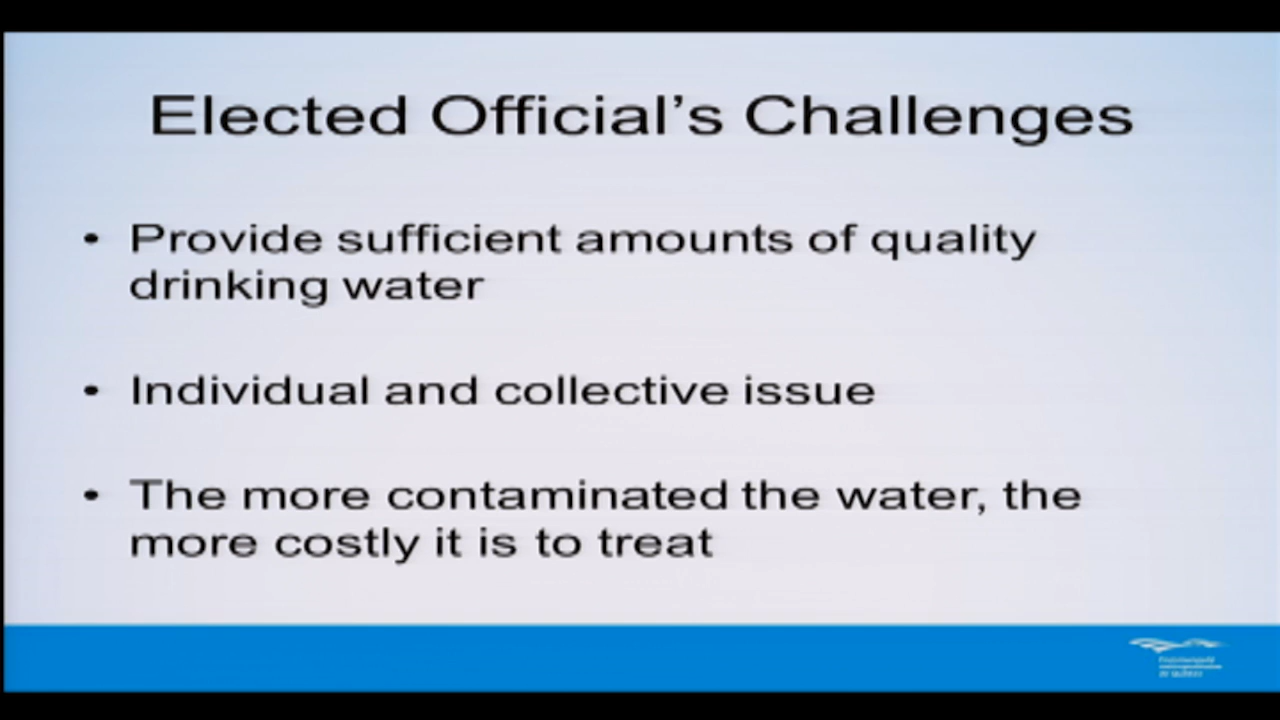 Elected Official’s Challenges
• Provide sufficient amounts of quality
drinking water
• Individual and collective issue
• The more contaminated the water, the
more costly it is to treat